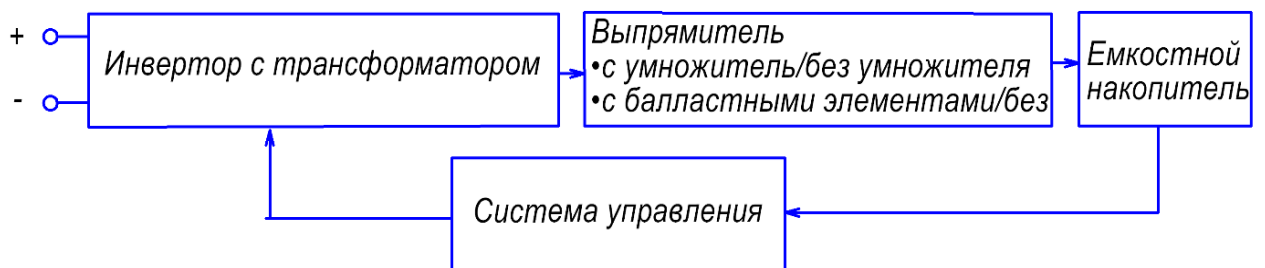 +
-
Инвертор с трансформатором
Выпрямитель
•с умножитель/без умножителя
•с балластными элементами/без
Емкостной
накопитель
Система управления